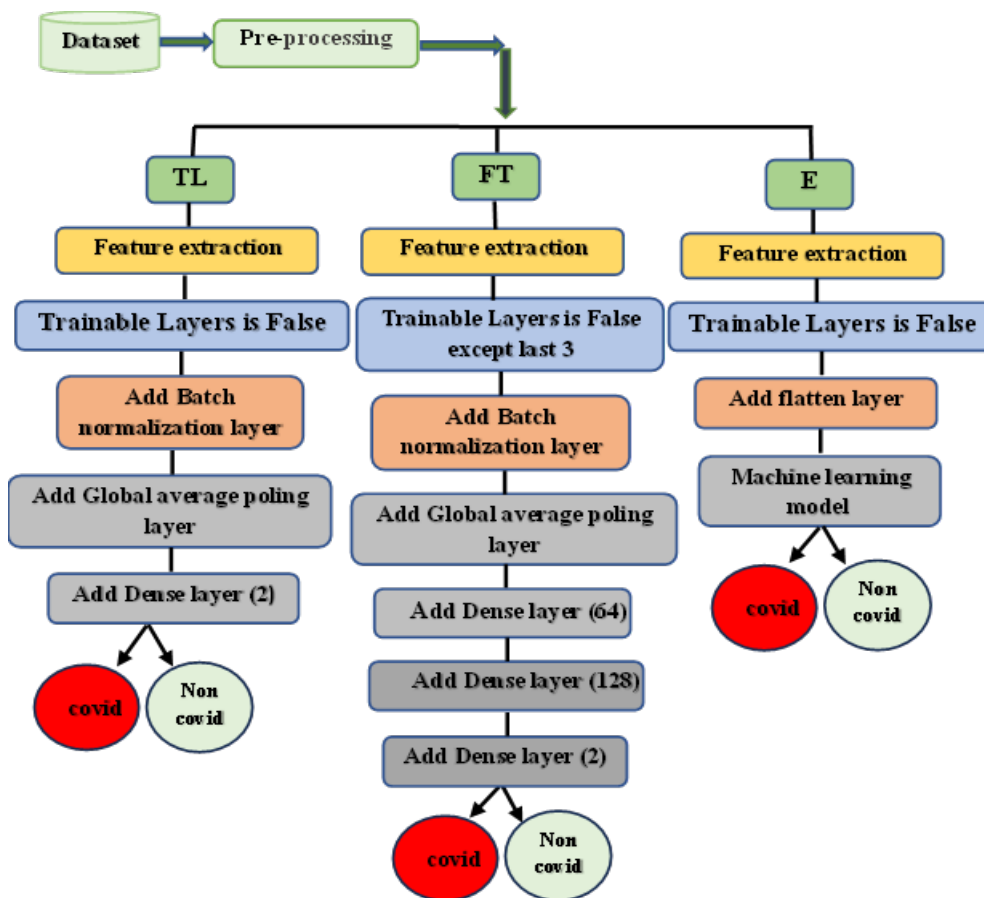 Dataset
Pre-processing
TL
Feature extraction
Trainable Layers is False
Add Batch
normalization layer
Add Global average poling
layer
Add Dense layer (2)
covid
Non
covid
FT
Feature extraction
Trainable Layers is False
except last 3
Add Batch
normalization layer
Add Global average poling
layer
Add Dense layer (64)
Add Dense layer (128)
Add Dense layer (2)
covid
Non
covid
E
Feature extraction
Trainable Layers is False
Add flatten layer
Machine learning
model
covid
Non
covid